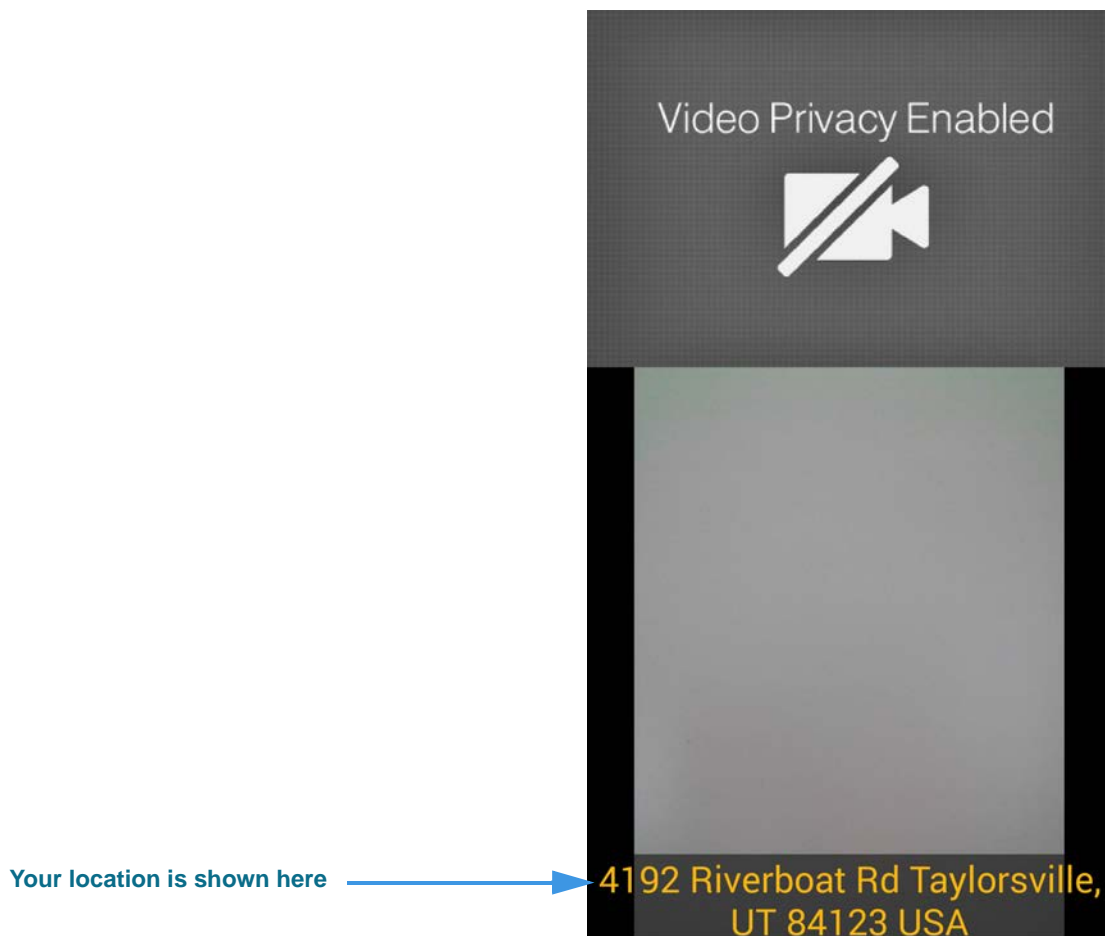 Video Privacy Enabled
Your location is shown here
4192 Riverboat Rd Taylorsville,
UT 84123 USA